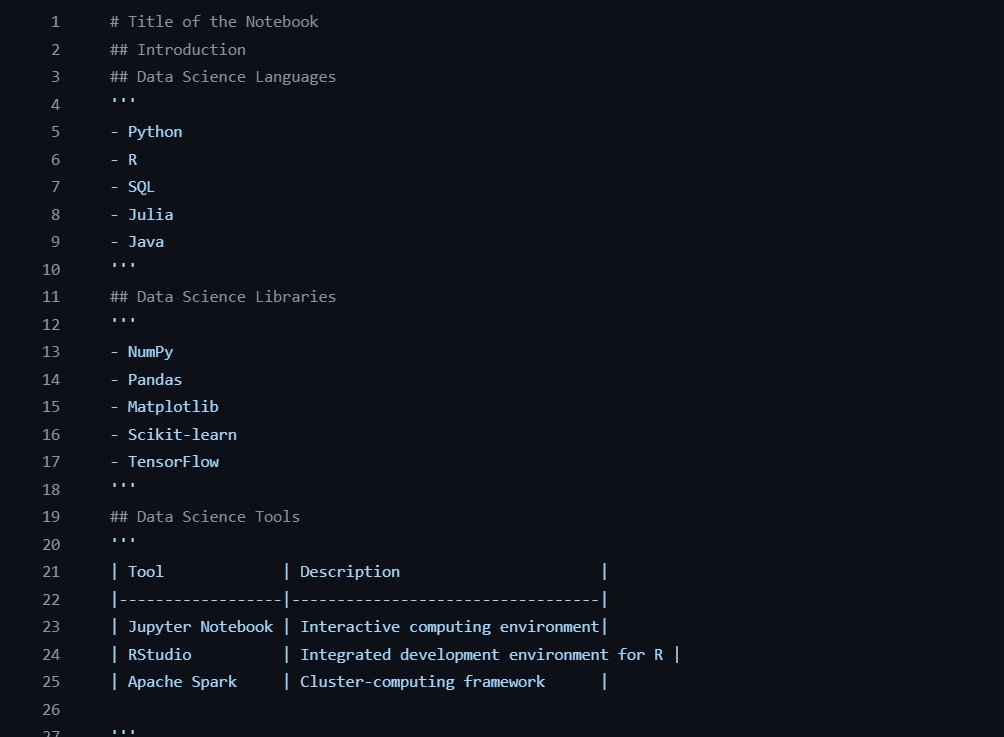 1 # Title of the Notebook
2 ## Introduction
3 ## Data Science Languages
4 '''
5 - Python
6 - R
7 - SQL
8 - Julia
9 - Java
10 '''
11 ## Data Science Libraries
12 '''
13 - NumPy
14 - Pandas
15 - Matplotlib
16 - Scikit-learn
17 - TensorFlow
18 '''
19 ## Data Science Tools
20 '''
21 | Tool             | Description                      |
22 |------------------|----------------------------------|
23 | Jupyter Notebook | Interactive computing environment|
24 | RStudio          | Integrated development environment for R |
25 | Apache Spark     | Cluster-computing framework      |
26
27 '''